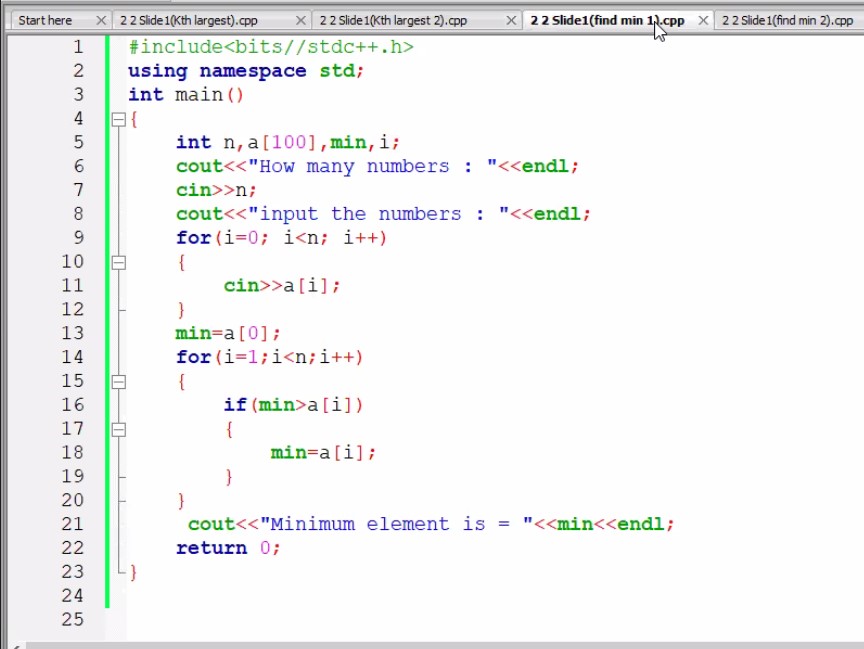 Start here 2 2 Slide1(Kth largest).cpp 2 2 Slide1(Kth largest 2).cpp 2 2 Slide1(find min 1).cpp 2 2 Slide1(find min 2).cpp
1 #include<bits//stdc++.h>
2 using namespace std;
3 int main()
4 {
5 int n,a[100],min,i;
6 cout<<"How many numbers : "<<endl;
7 cin>>n;
8 cout<<"input the numbers : "<<endl;
9 for(i=0; i<n; i++)
10 {
11 cin>>a[i];
12 }
13 min=a[0];
14 for(i=1;i<n;i++)
15 {
16 if(min>a[i])
17 {
18 min=a[i];
19 }
20 }
21 cout<<"Minimum element is = "<<min<<endl;
22 return 0;
23 }
24
25